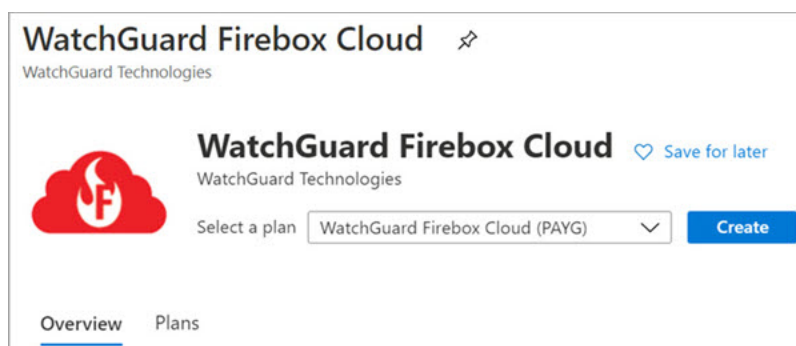 WatchGuard Firebox Cloud
WatchGuard Technologies
F
WatchGuard Firebox Cloud
Save for later
WatchGuard Technologies
Select a plan
WatchGuard Firebox Cloud (PAYG)
Create
Overview
Plans